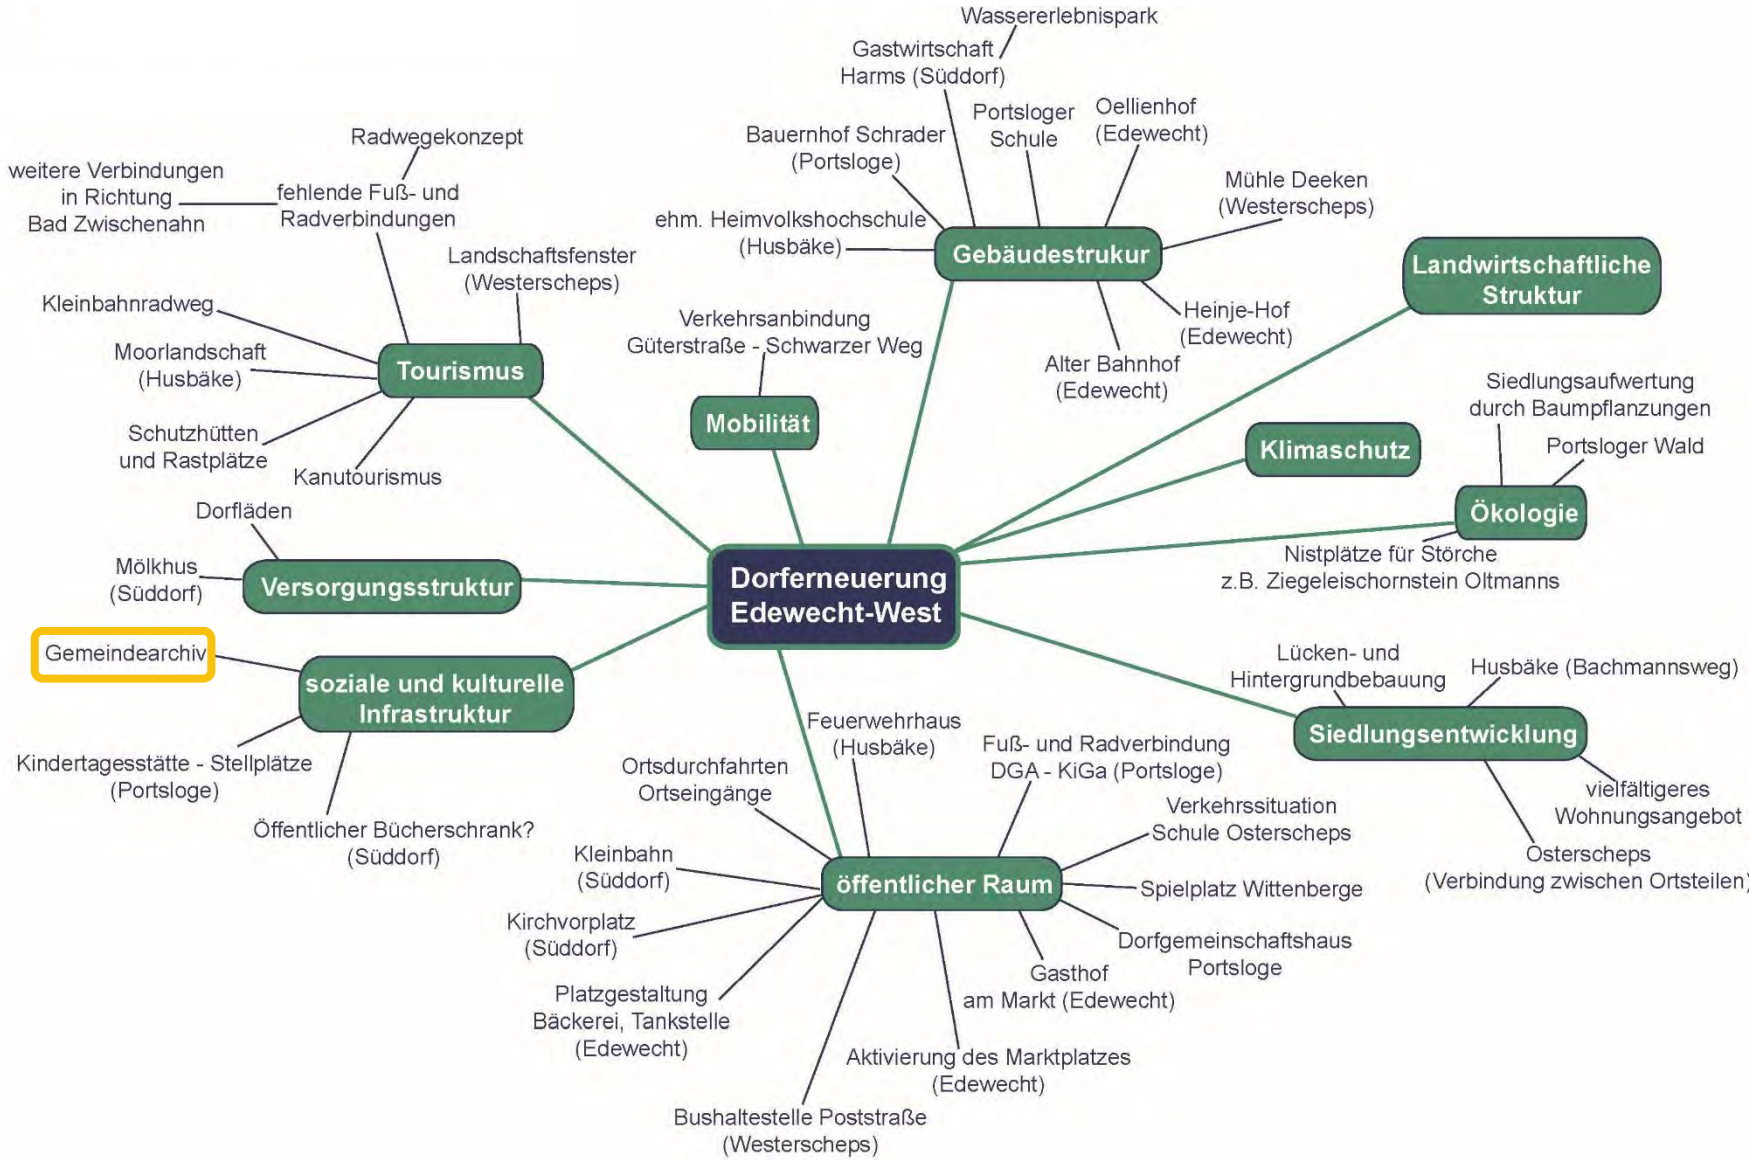 Wassererlebnispark
Gastwirtschaft
Harms (Süddorf)
Portsloger
Schule
Oellienhof
(Edewecht)
Bauernhof Schrader
(Portsloge)
Mühle Deeken
(Westerscheps)
ehm. Heimvolkshochschule
(Husbäke)
Gebäudestrukur
Heinje-Hof
(Edewecht)
Alter Bahnhof
(Edewecht)
Radwegekonzept
weitere Verbindungen
in Richtung
Bad Zwischenahn
fehlende Fuß- und
Radverbindungen
Landschaftsfenster
(Westerscheps)
Kleinbahnradweg
Moorlandschaft
(Husbäke)
Tourismus
Schutzhütten
und Rastplätze
Kanutourismus
Verkehrsanbindung
Güterstraße - Schwarzer Weg
Mobilität
Landwirtschaftliche
Struktur
Klimaschutz
Siedlungsaufwertung
durch Baumpflanzungen
Portsloger Wald
Ökologie
Nistplätze für Störche
z.B. Ziegeleischornstein Oltmanns
Dorfläden
Mölkhus
(Süddorf)
Versorgungsstruktur
Dorferneuerung
Edewecht-West
Gemeindearchiv
soziale und kulturelle
Infrastruktur
Kindertagesstätte - Stellplätze
(Portsloge)
Öffentlicher Bücherschrank?
(Süddorf)
Lücken- und
Hintergrundbebauung
Husbäke (Bachmannsweg)
Siedlungsentwicklung
vielfältigeres
Wohnungsangebot
Osterscheps
(Verbindung zwischen Ortsteilen)
Feuerwehrhaus
(Husbäke)
Fuß- und Radverbindung
DGA - KiGa (Portsloge)
Ortsdurchfahrten
Ortseingänge
Verkehrssituation
Schule Osterscheps
Kleinbahn
(Süddorf)
öffentlicher Raum
Spielplatz Wittenberge
Kirchvorplatz
(Süddorf)
Dorfgemeinschaftshaus
Portsloge
Gasthof
am Markt (Edewecht)
Platzgestaltung
Bäckerei, Tankstelle
(Edewecht)
Aktivierung des Marktplatzes
(Edewecht)
Bushaltestelle Poststraße
(Westerscheps)